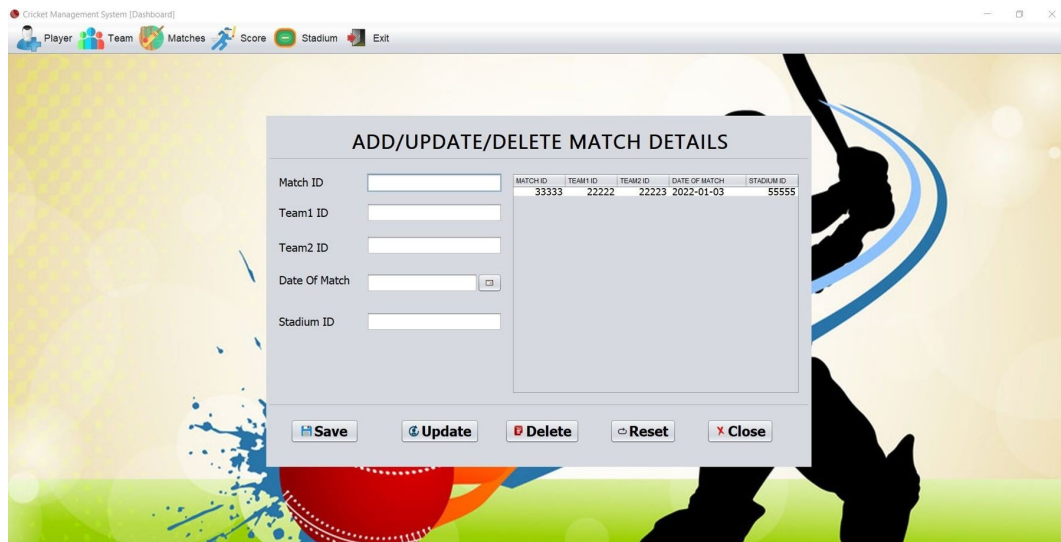 Cricket Management System [Dashboard]
Player Team Matches Score Stadium Exit
ADD/UPDATE/DELETE MATCH DETAILS
Match ID
Team1 ID
Team2 ID
Date Of Match
Stadium ID
MATCH ID TEAM1 ID TEAM2 ID DATE OF MATCH STADIUM ID
33333 22222 22223 2022-01-03 55555
Save Update Delete Reset Close